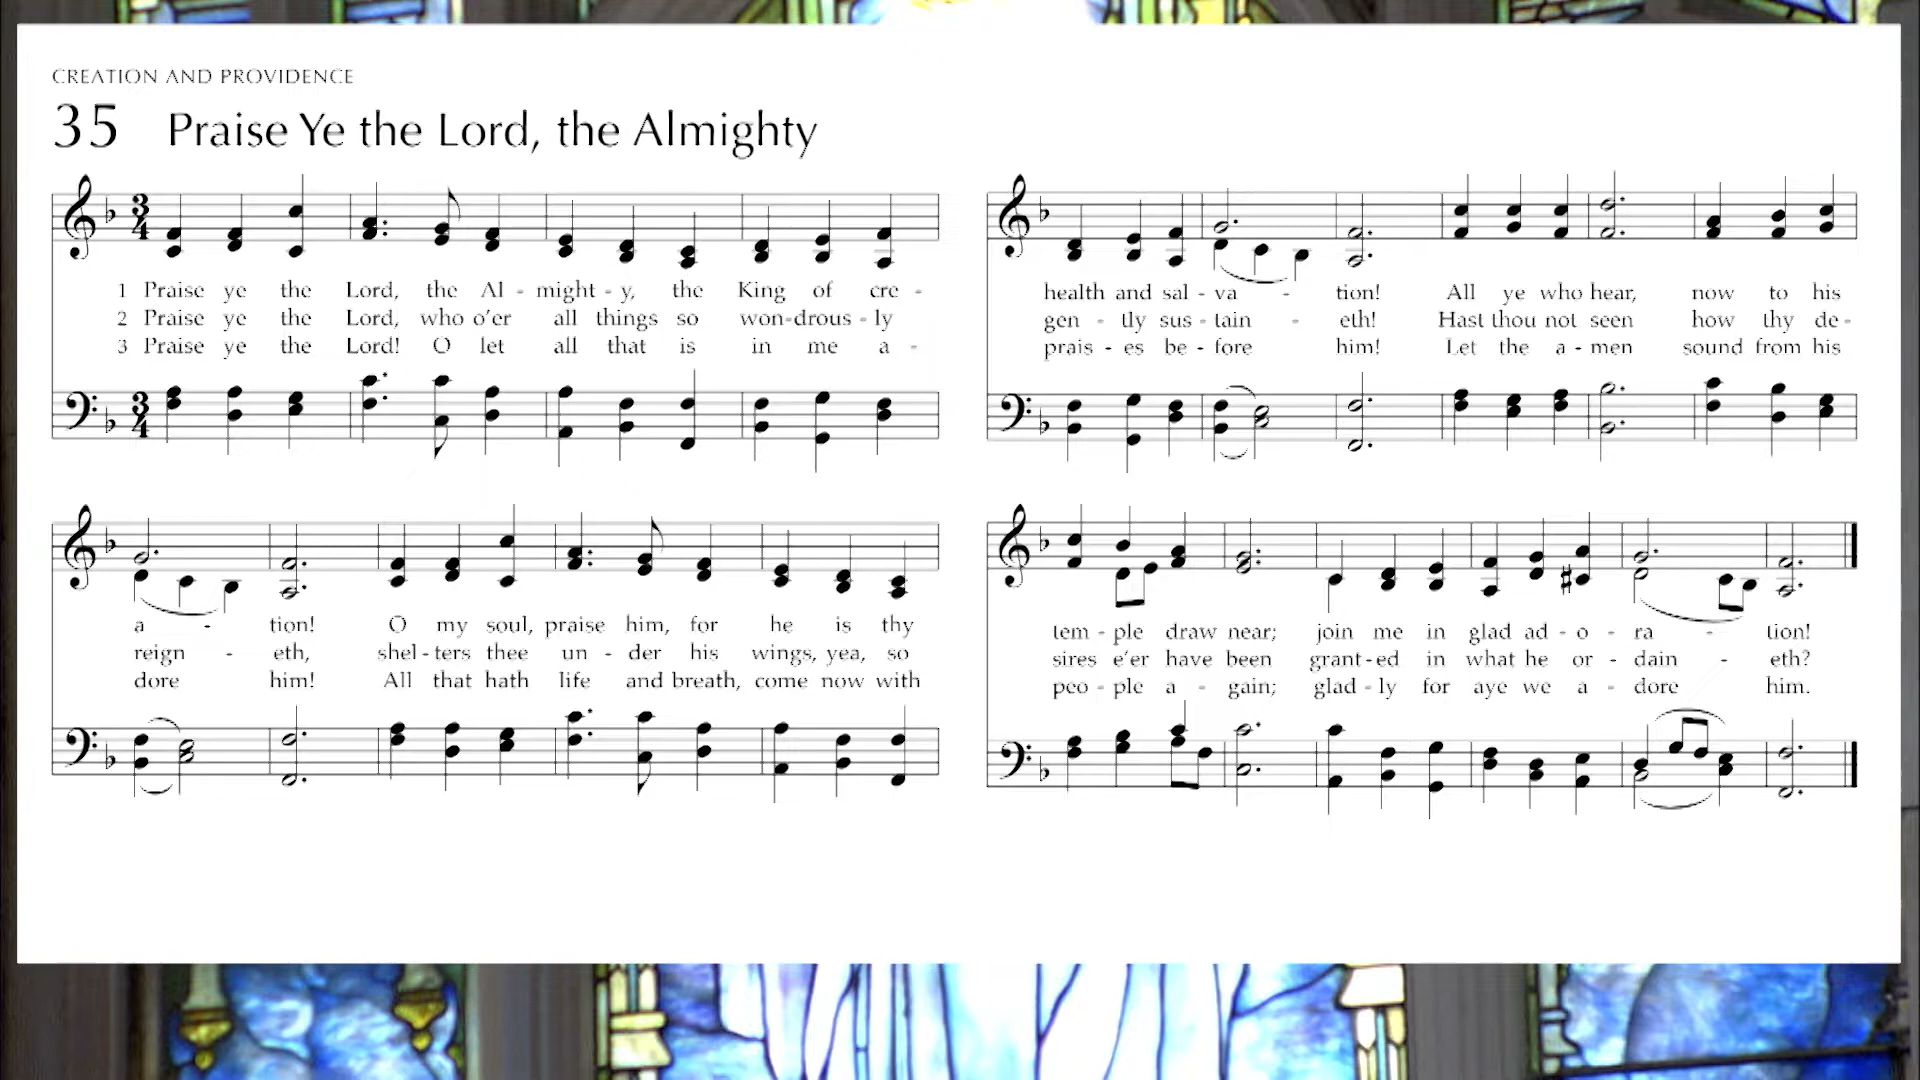 CREATION AND PROVIDENCE
35 Praise Ye the Lord, the Almighty
1 Praise ye the Lord, the Al - might - y, the King of cre -
2 Praise ye the Lord, who o'er all things so won - drous - ly
3 Praise ye the Lord! O let all that is in me a -
a - tion! O my soul, praise him, for he is thy
reign - eth, shel - ters thee un - der his wings, yea, so
dore him! All that hath life and breath, come now with
health and sal - va - tion! All ye who hear, now to his
gen - tly sus - tain - eth! Hast thou not seen how thy de -
prais - es be - fore him! Let the a - men sound from his
tem - ple draw near; join me in glad ad - o - ra - tion!
sires e'er have been grant - ed in what he or - dain - eth?
peo - ple a - gain; glad - ly for aye we a - dore him.